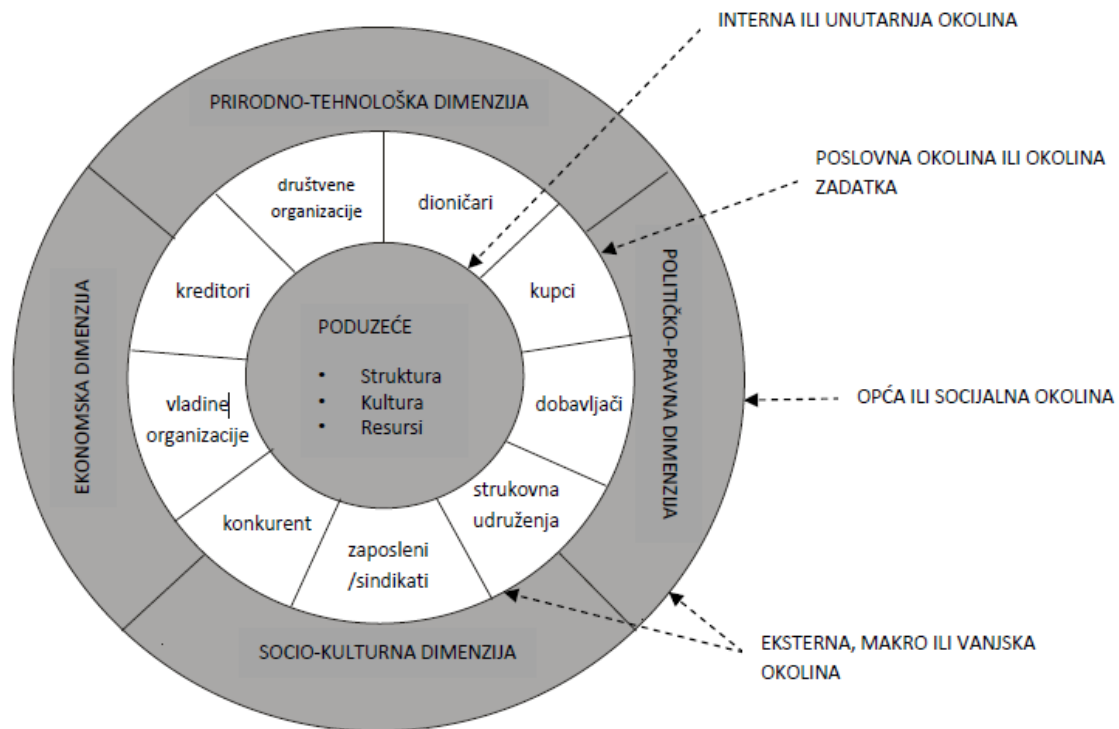 INTERNA ILI UNUTARNJA OKOLINA
PRIRODNO-TEHNOLOŠKA DIMENZIJA
POSLOVNA OKOLINA ILI OKOLINA
ZADATKA
društvene
organizacije
dioničari
kreditori
kupci
EKONOMSKA DIMENZIJA
POLITIČKO-PRAVNA DIMENZIJA
PODUZEĆE
• Struktura
• Kultura
• Resursi
vladine
organizacije
dobavljači
OPĆA ILI SOCIJALNA OKOLINA
strukovna
udruženja
konkurent
zaposleni
/sindikati
SOCIO-KULTURNA DIMENZIJA
EKSTERNA, MAKRO ILI VANJSKA
OKOLINA